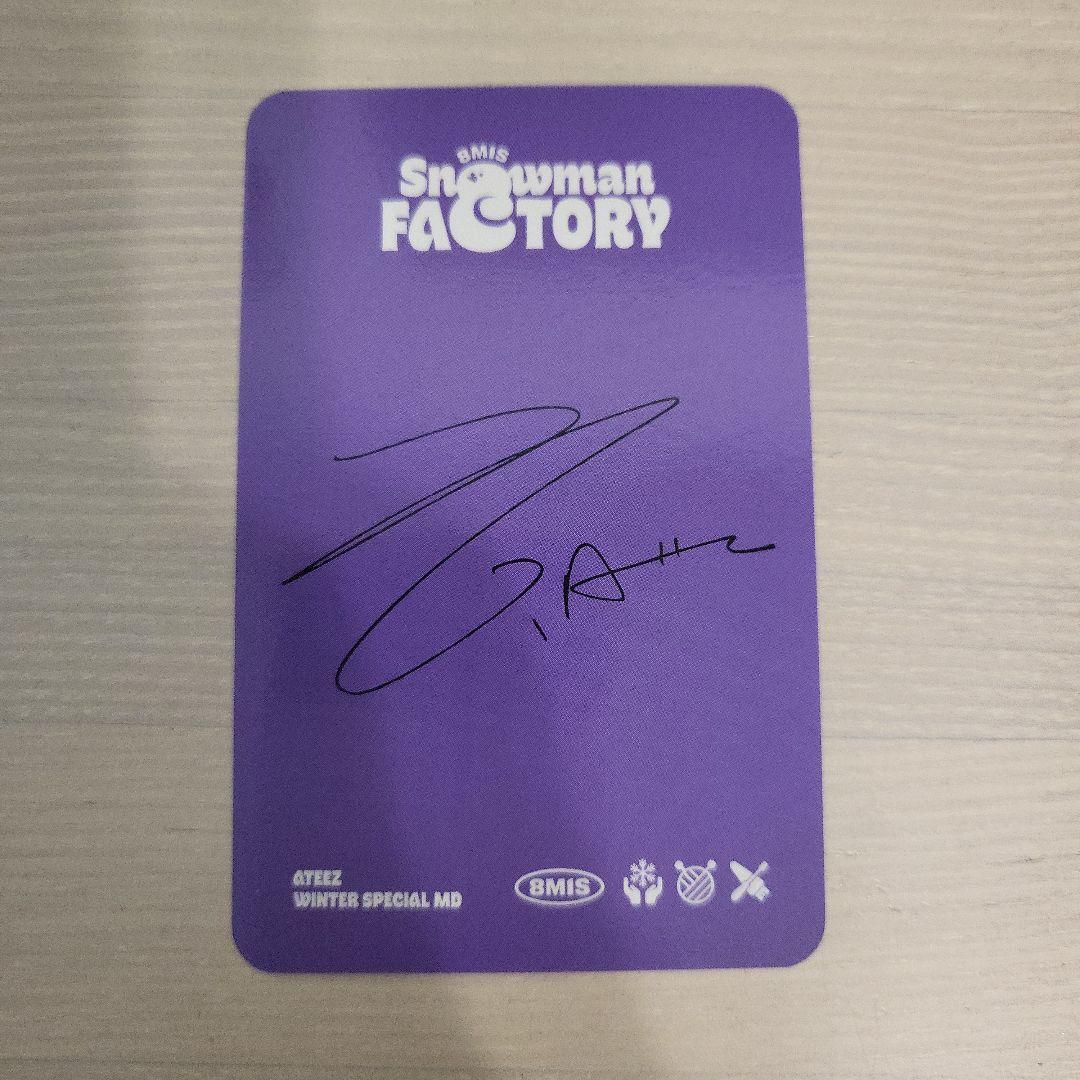 8MIS
Snowman
FACTORY
ATEEZ
WINTER SPECIAL MD
8MIS